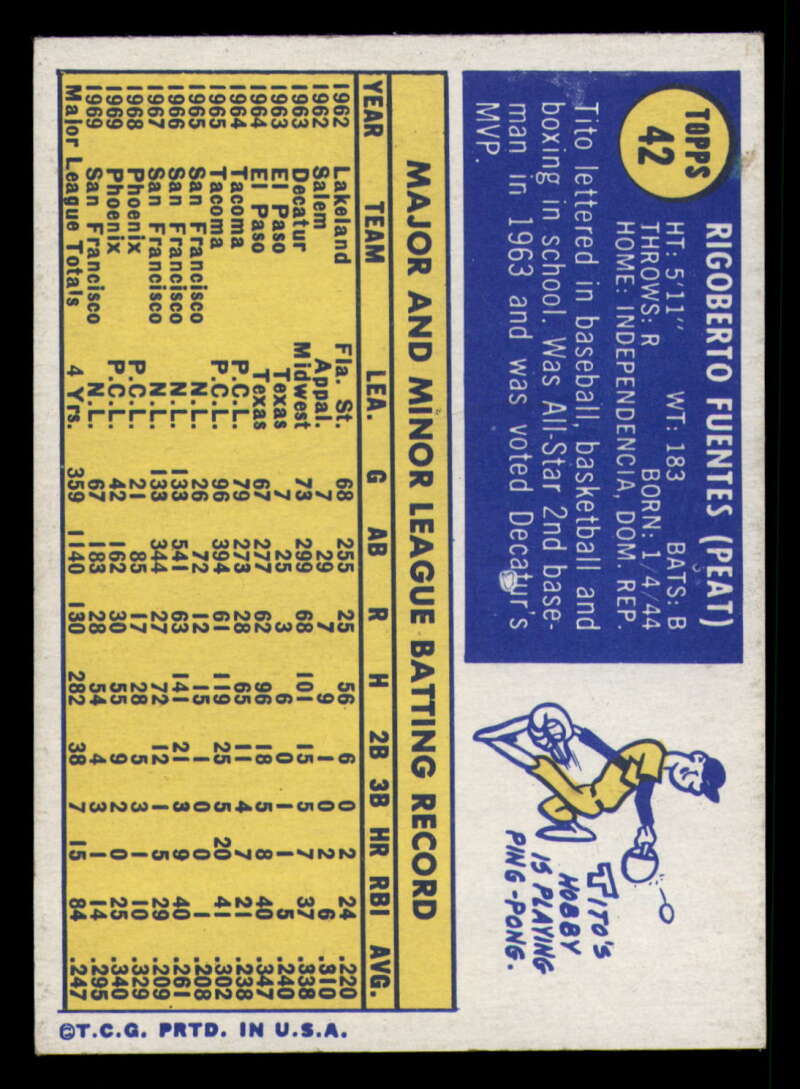 TOPPS
42
RIGOBERTO FUENTES (PEAT)
HT: 5'11" WT: 183 BATS: B
THROWS: R BORN: 1/4/44
HOME: INDEPENDENCIA, DOM. REP.
Tito lettered in baseball, basketball and
boxing in school. Was All-Star 2nd base-
man in 1963 and was voted Decatur's
MVP.
TITO'S
HOBBY
IS PLAYING
PING-PONG.
MAJOR AND MINOR LEAGUE BATTING RECORD
YEAR TEAM LEA. G AB R H 2B 3B HR RBI AVG.
1962 Lakeland Fla. St. 68 255 25 56 6 0 2 24 .220
1962 Salem Appal. 7 29 7 9 1 0 2 6 .310
1963 Decatur Midwest 73 299 68 101 15 5 7 37 .338
1963 El Paso Texas 7 25 3 6 0 1 1 5 .240
1964 El Paso Texas 67 277 62 96 18 5 8 40 .347
1964 Tacoma P.C.L. 79 273 28 65 11 4 7 21 .238
1965 Tacoma P.C.L. 96 394 61 119 25 5 20 41 .302
1965 San Francisco N.L. 26 72 12 15 1 0 0 1 .208
1966 San Francisco N.L. 133 541 63 141 21 3 9 40 .261
1967 San Francisco N.L. 133 344 27 72 12 1 5 29 .209
1968 Phoenix P.C.L. 21 85 17 28 5 3 1 10 .329
1969 Phoenix P.C.L. 42 162 30 55 9 2 0 25 .340
1969 San Francisco N.L. 67 183 28 54 4 3 1 14 .295
Major League Totals 4 Yrs. 359 1140 130 282 38 7 15 84 .247
©T.C.G. PRTD. IN U.S.A.